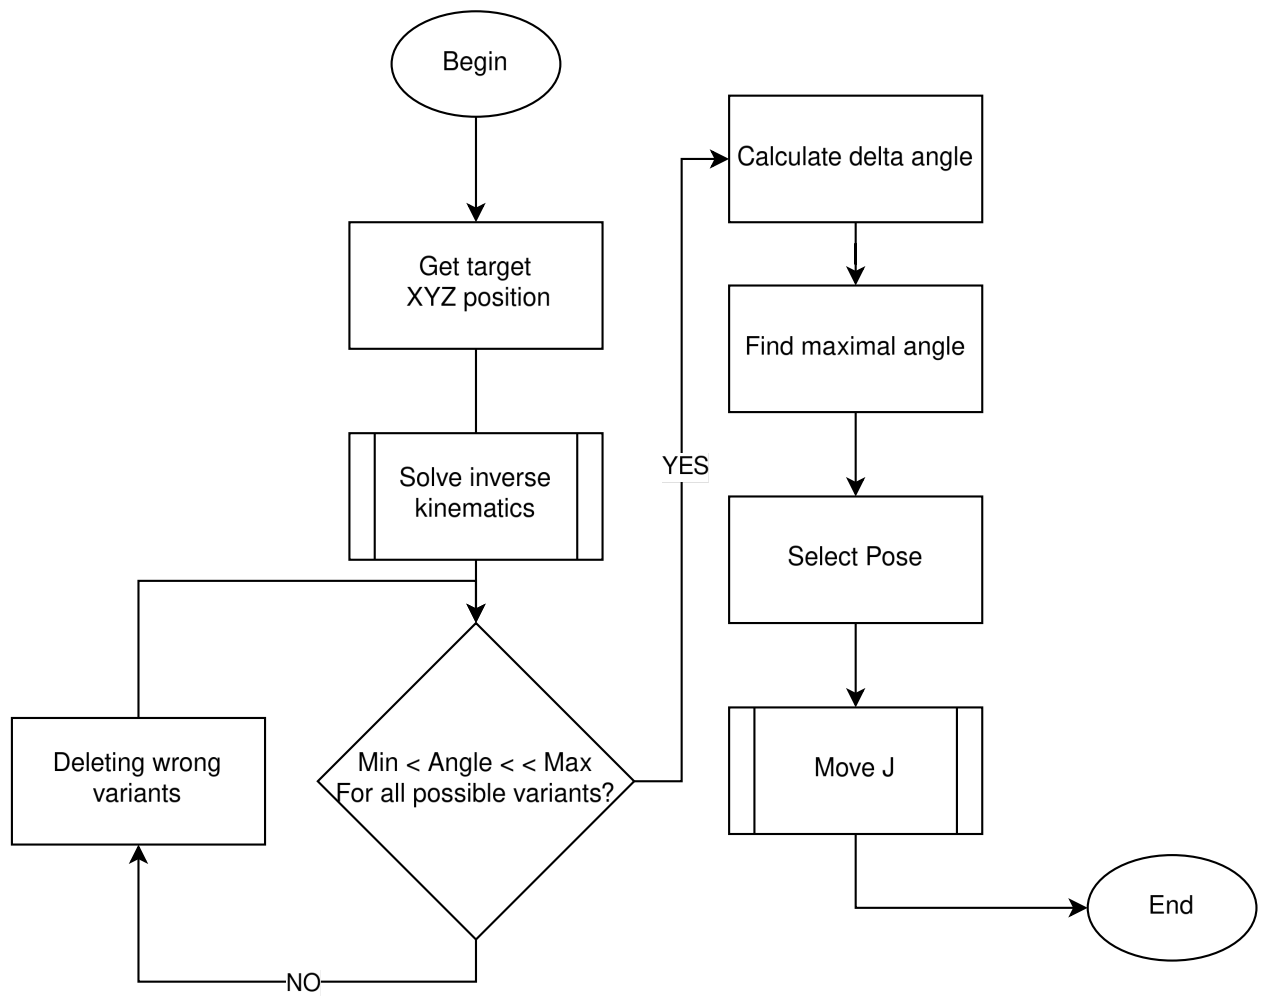 Begin
Get target
XYZ position
Solve inverse
kinematics
Min < Angle < < Max
For all possible variants?
NO
Deleting wrong
variants
YES
Calculate delta angle
Find maximal angle
Select Pose
Move J
End